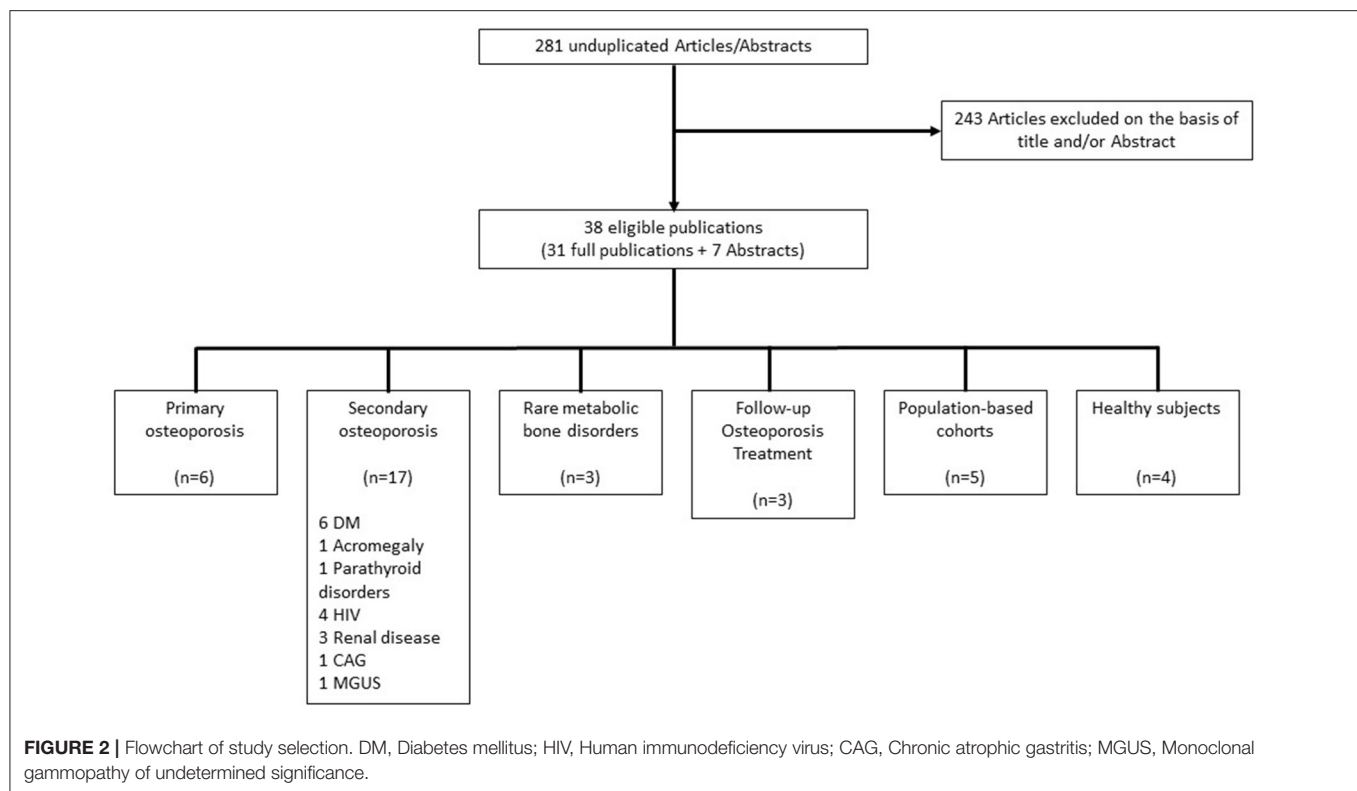 281 unduplicated Articles/Abstracts
243 Articles excluded on the basis of
title and/or Abstract
38 eligible publications
(31 full publications + 7 Abstracts)
Primary
osteoporosis
(n=6)
Secondary
osteoporosis
(n=17)
6 DM
1 Acromegaly
1 Parathyroid
disorders
4 HIV
3 Renal disease
1 CAG
1 MGUS
Rare metabolic
bone disorders
(n=3)
Follow-up
Osteoporosis
Treatment
(n=3)
Population-based
cohorts
(n=5)
Healthy subjects
(n=4)
FIGURE 2 | Flowchart of study selection. DM, Diabetes mellitus; HIV, Human immunodeficiency virus; CAG, Chronic atrophic gastritis; MGUS, Monoclonal
gammopathy of undetermined significance.